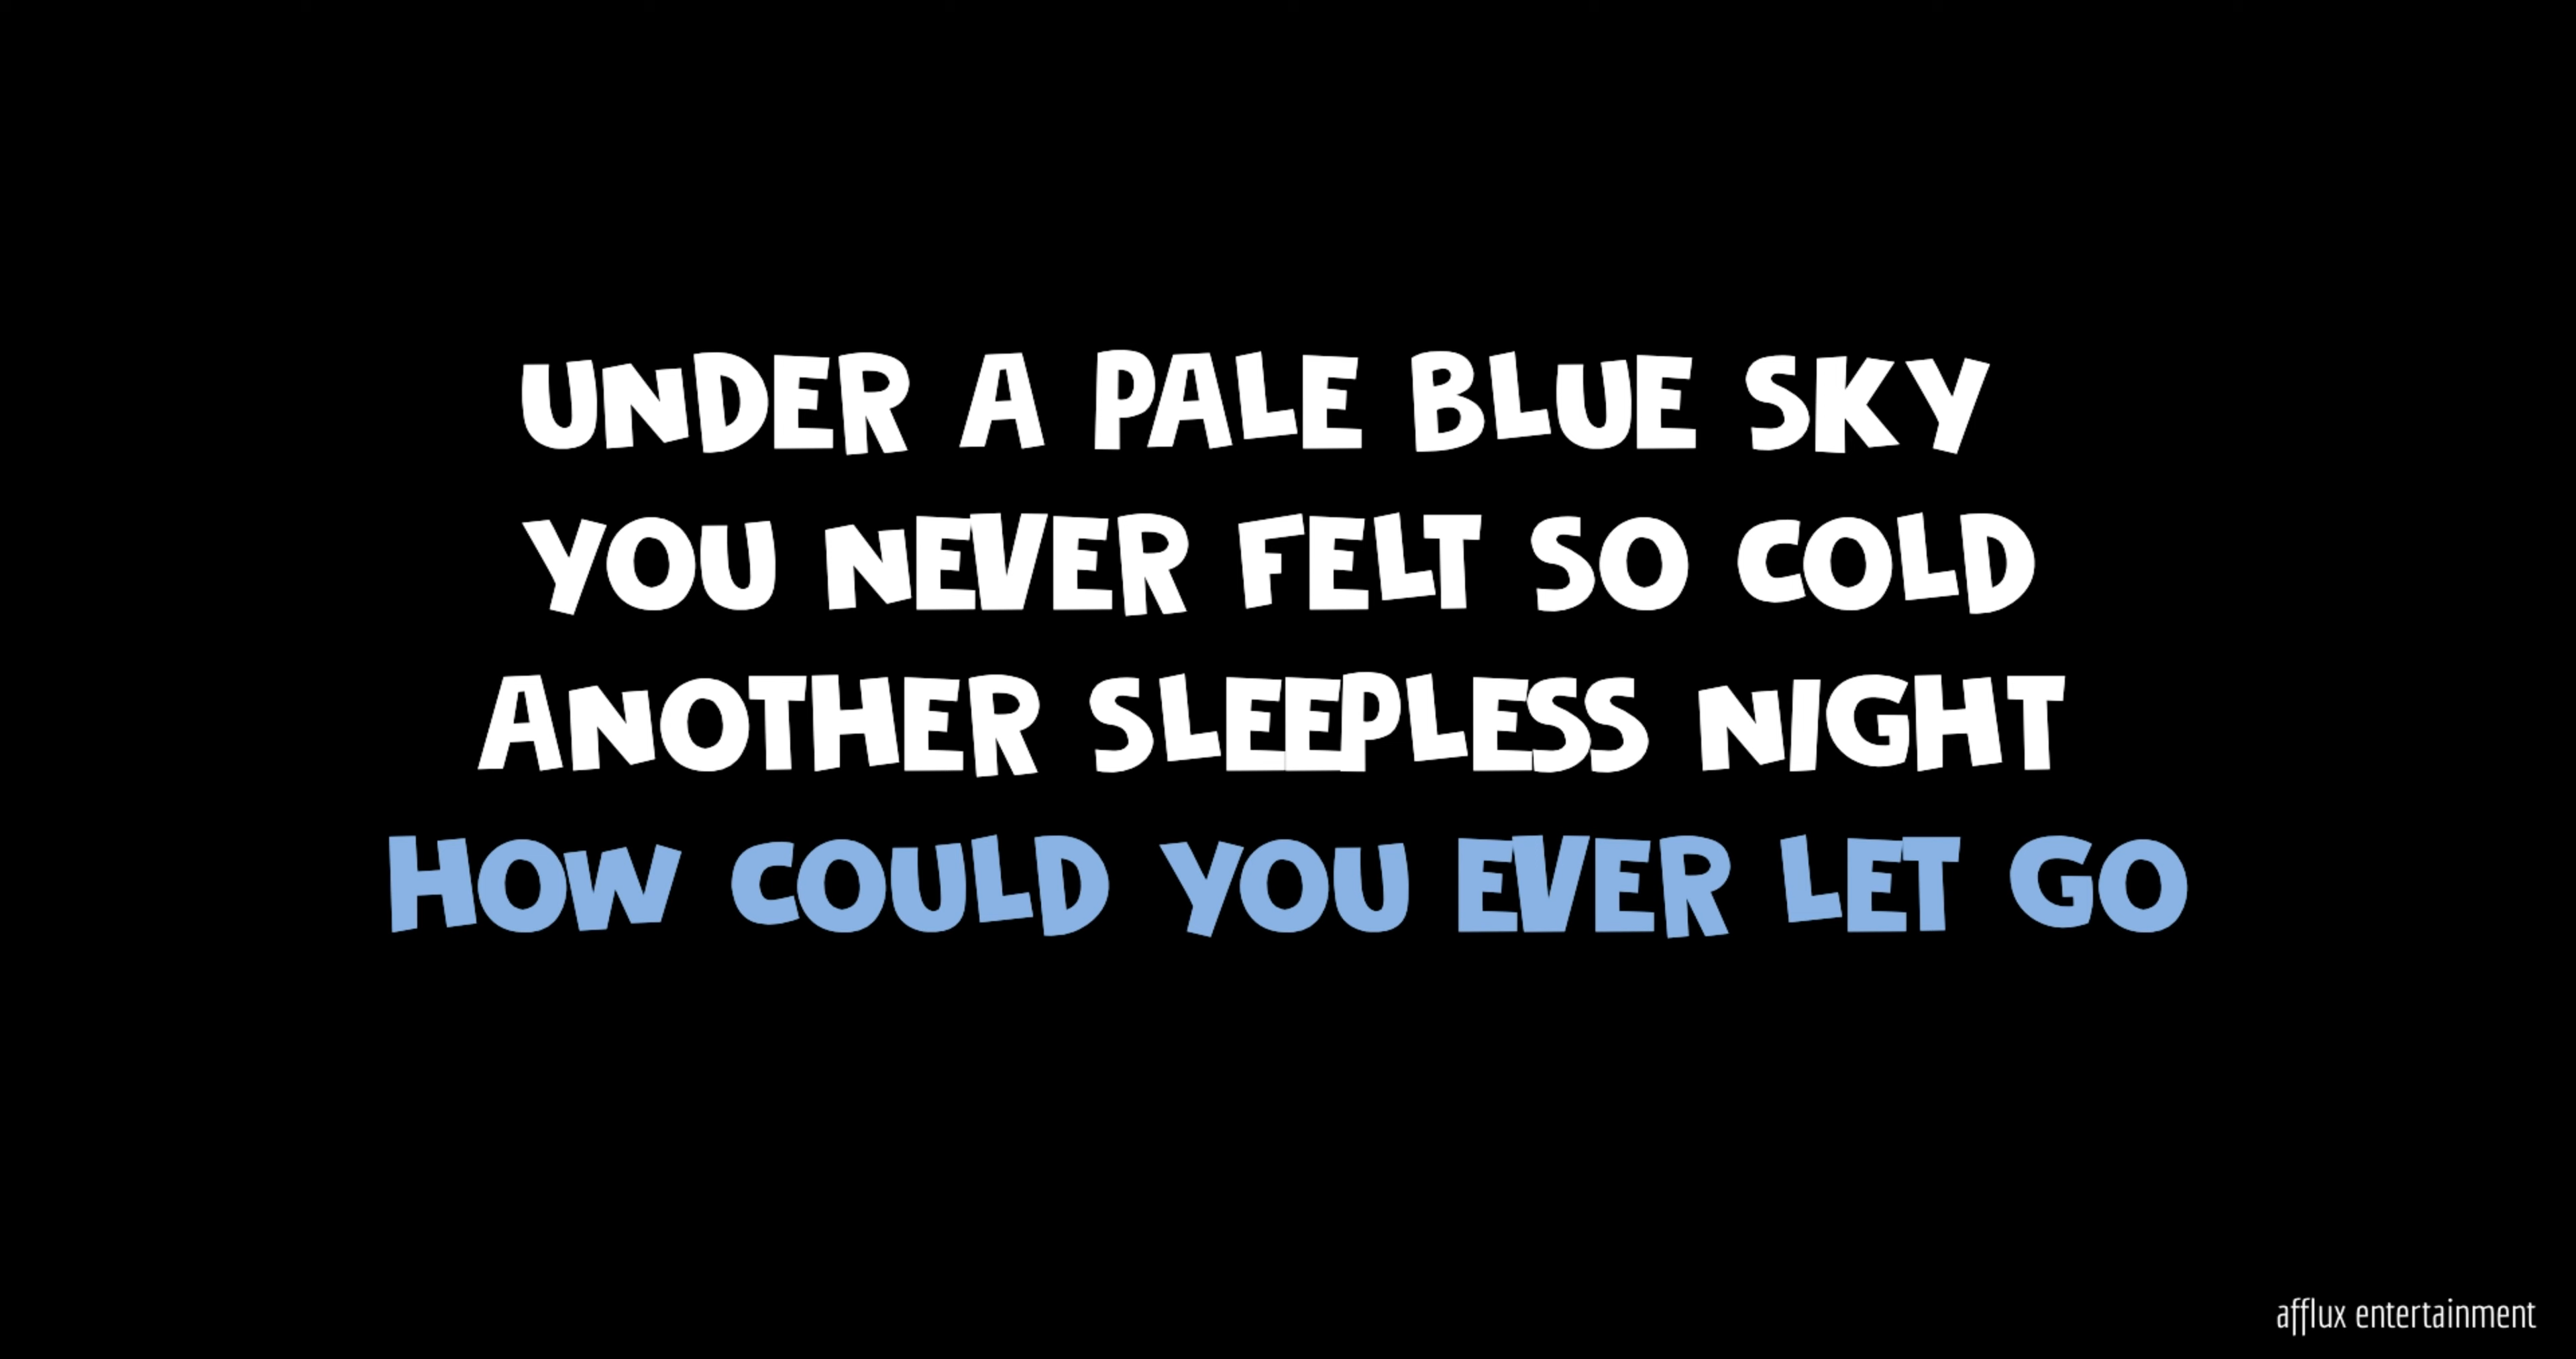 UNDER A PALE BLUE SKY
YOU NEVER FELT SO COLD
ANOTHER SLEEPLESS NIGHT
HOW COULD YOU EVER LET GO
afflux entertainment